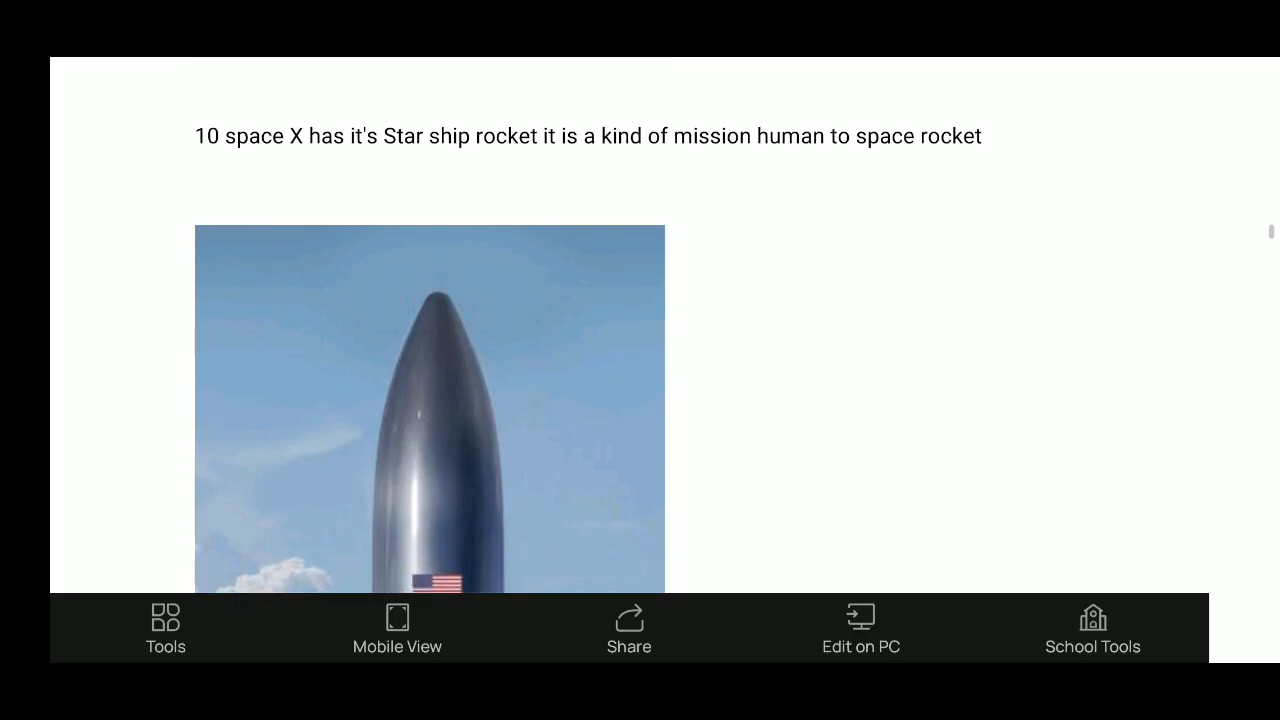 10 space X has it's Star ship rocket it is a kind of mission human to space rocket
Tools
Mobile View
Share
Edit on PC
School Tools